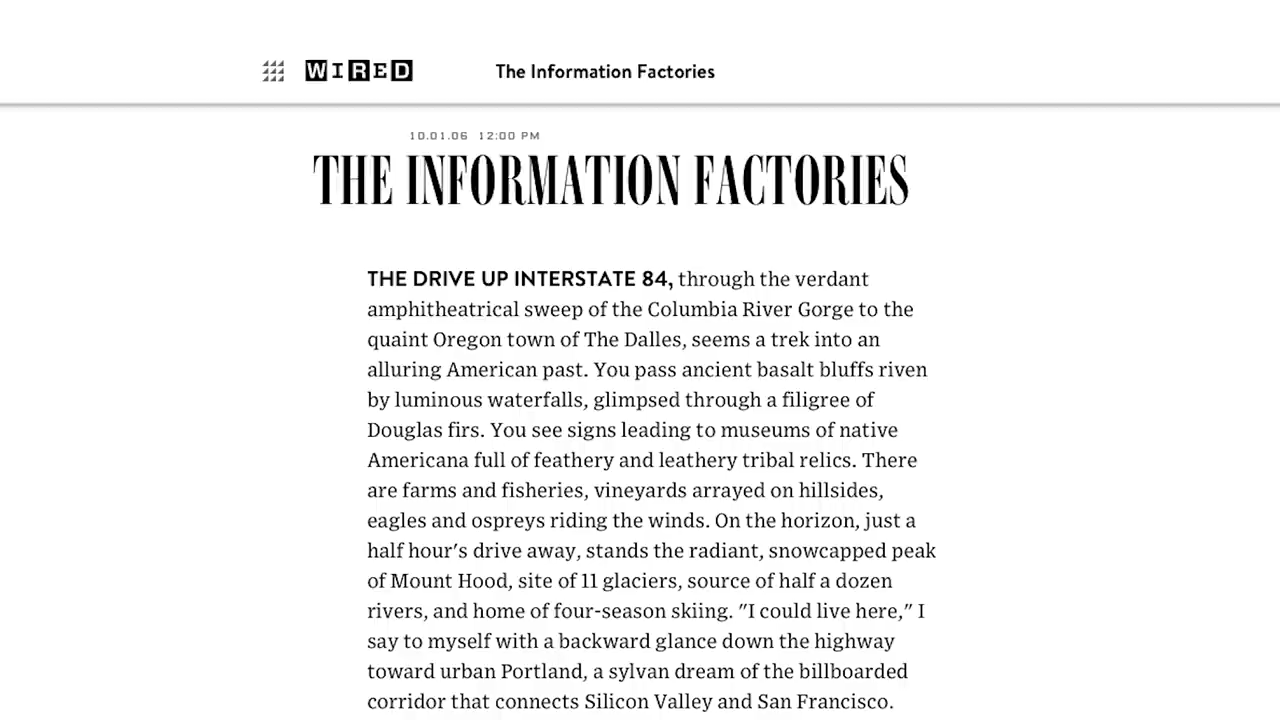 WIRED The Information Factories
10.01.06 12:00 PM
THE INFORMATION FACTORIES
THE DRIVE UP INTERSTATE 84, through the verdant
amphitheatrical sweep of the Columbia River Gorge to the
quaint Oregon town of The Dalles, seems a trek into an
alluring American past. You pass ancient basalt bluffs riven
by luminous waterfalls, glimpsed through a filigree of
Douglas firs. You see signs leading to museums of native
Americana full of feathery and leathery tribal relics. There
are farms and fisheries, vineyards arrayed on hillsides,
eagles and ospreys riding the winds. On the horizon, just a
half hour's drive away, stands the radiant, snowcapped peak
of Mount Hood, site of 11 glaciers, source of half a dozen
rivers, and home of four-season skiing. "I could live here," I
say to myself with a backward glance down the highway
toward urban Portland, a sylvan dream of the billboarded
corridor that connects Silicon Valley and San Francisco.